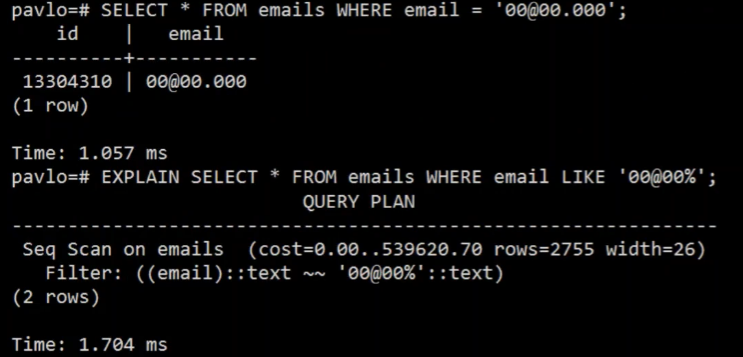 pavlo=# SELECT * FROM emails WHERE email = '00@00.000';
    id    |   email
----------+-----------
 13304310 | 00@00.000
(1 row)

Time: 1.057 ms
pavlo=# EXPLAIN SELECT * FROM emails WHERE email LIKE '00@00%';
                          QUERY PLAN
---------------------------------------------------------------
 Seq Scan on emails  (cost=0.00..539620.70 rows=2755 width=26)
   Filter: ((email)::text ~~ '00@00%'::text)
(2 rows)

Time: 1.704 ms